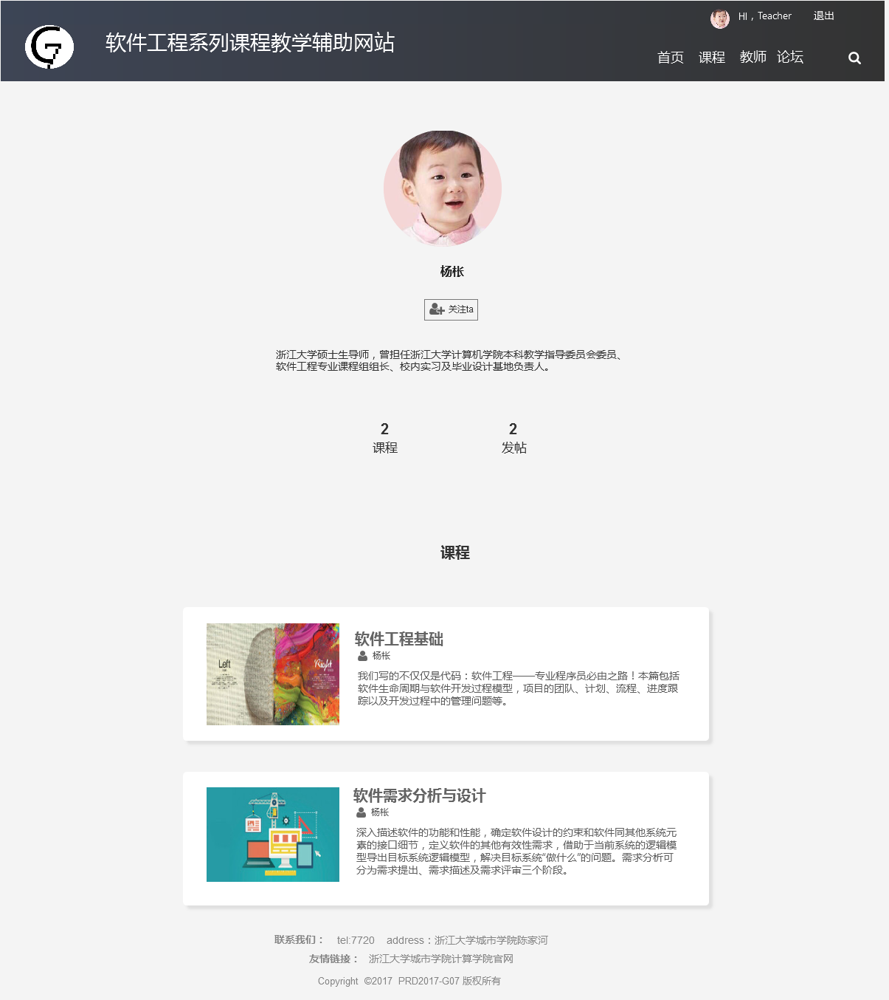 HI，Teacher 退出
软件工程系列课程教学辅助网站
首页 课程 教师 论坛
杨枨
关注ta
浙江大学硕士生导师，曾担任浙江大学计算机学院本科教学指导委员会委员、
软件工程专业课程组组长、校内实习及毕业设计基地负责人。
2 2
课程 发帖
课程
软件工程基础
杨枨
Left
Right
我们写的不仅仅是代码：软件工程——专业程序员必由之路！本篇包括
软件生命周期与软件开发过程模型，项目的团队、计划、流程、进度跟
踪以及开发过程中的管理问题等。
软件需求分析与设计
杨枨
深入描述软件的功能和性能，确定软件设计的约束和软件同其他系统元
素的接口细节，定义软件的其他有效性需求，借助于当前系统的逻辑模
型导出目标系统逻辑模型，解决目标系统“做什么”的问题。需求分析可
分为需求提出、需求描述及需求评审三个阶段。
联系我们： tel:7720 address：浙江大学城市学院陈家河
友情链接： 浙江大学城市学院计算学院官网
Copyright ©2017 PRD2017-G07 版权所有